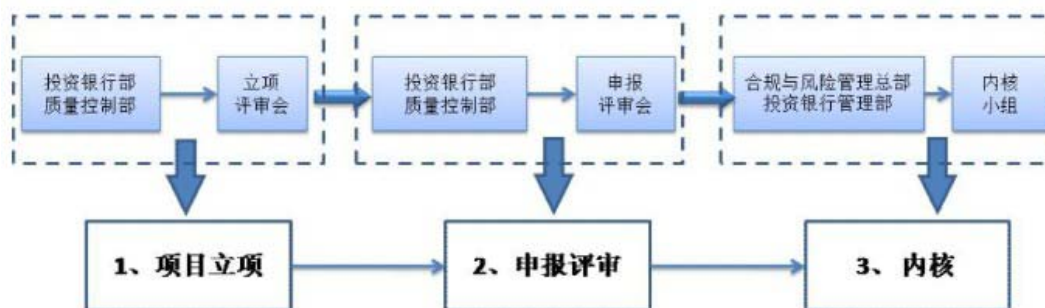 投资银行部
质量控制部
立项
评审会
投资银行部
质量控制部
申报
评审会
合规与风险管理总部
投资银行管理部
内核
小组
1、项目立项
2、申报评审
3、内核